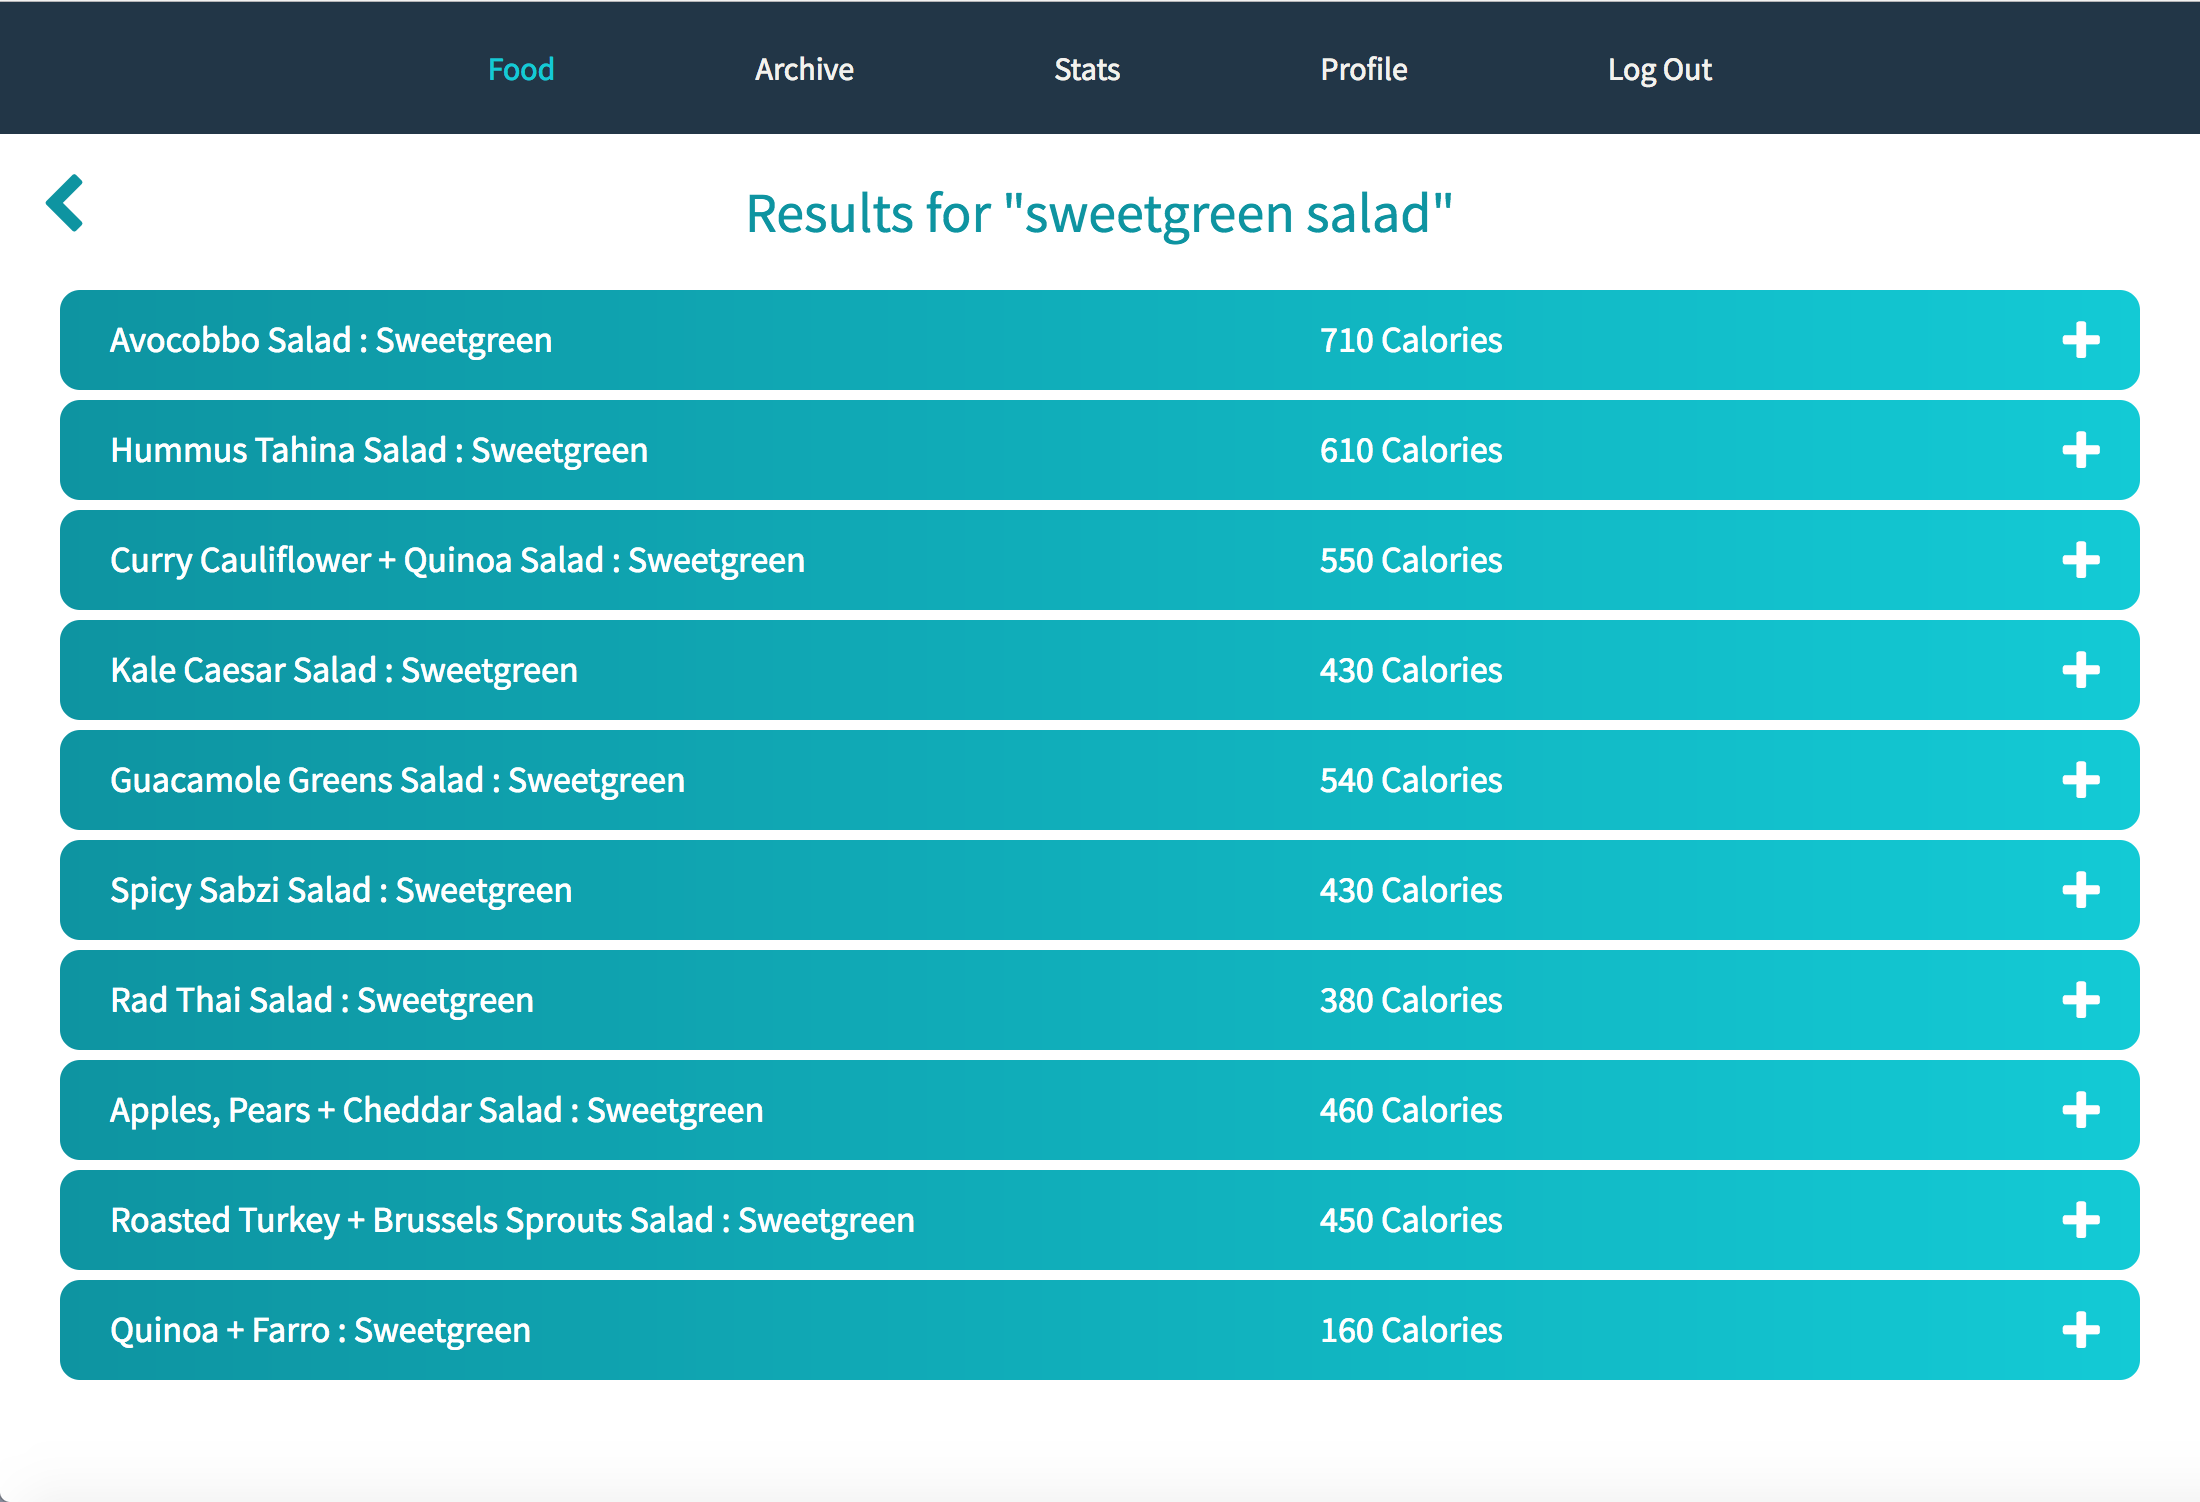 Food Archive Stats Profile Log Out
Results for "sweetgreen salad"
Avocobbo Salad : Sweetgreen 710 Calories
Hummus Tahina Salad : Sweetgreen 610 Calories
Curry Cauliflower + Quinoa Salad : Sweetgreen 550 Calories
Kale Caesar Salad : Sweetgreen 430 Calories
Guacamole Greens Salad : Sweetgreen 540 Calories
Spicy Sabzi Salad : Sweetgreen 430 Calories
Rad Thai Salad : Sweetgreen 380 Calories
Apples, Pears + Cheddar Salad : Sweetgreen 460 Calories
Roasted Turkey + Brussels Sprouts Salad : Sweetgreen 450 Calories
Quinoa + Farro : Sweetgreen 160 Calories